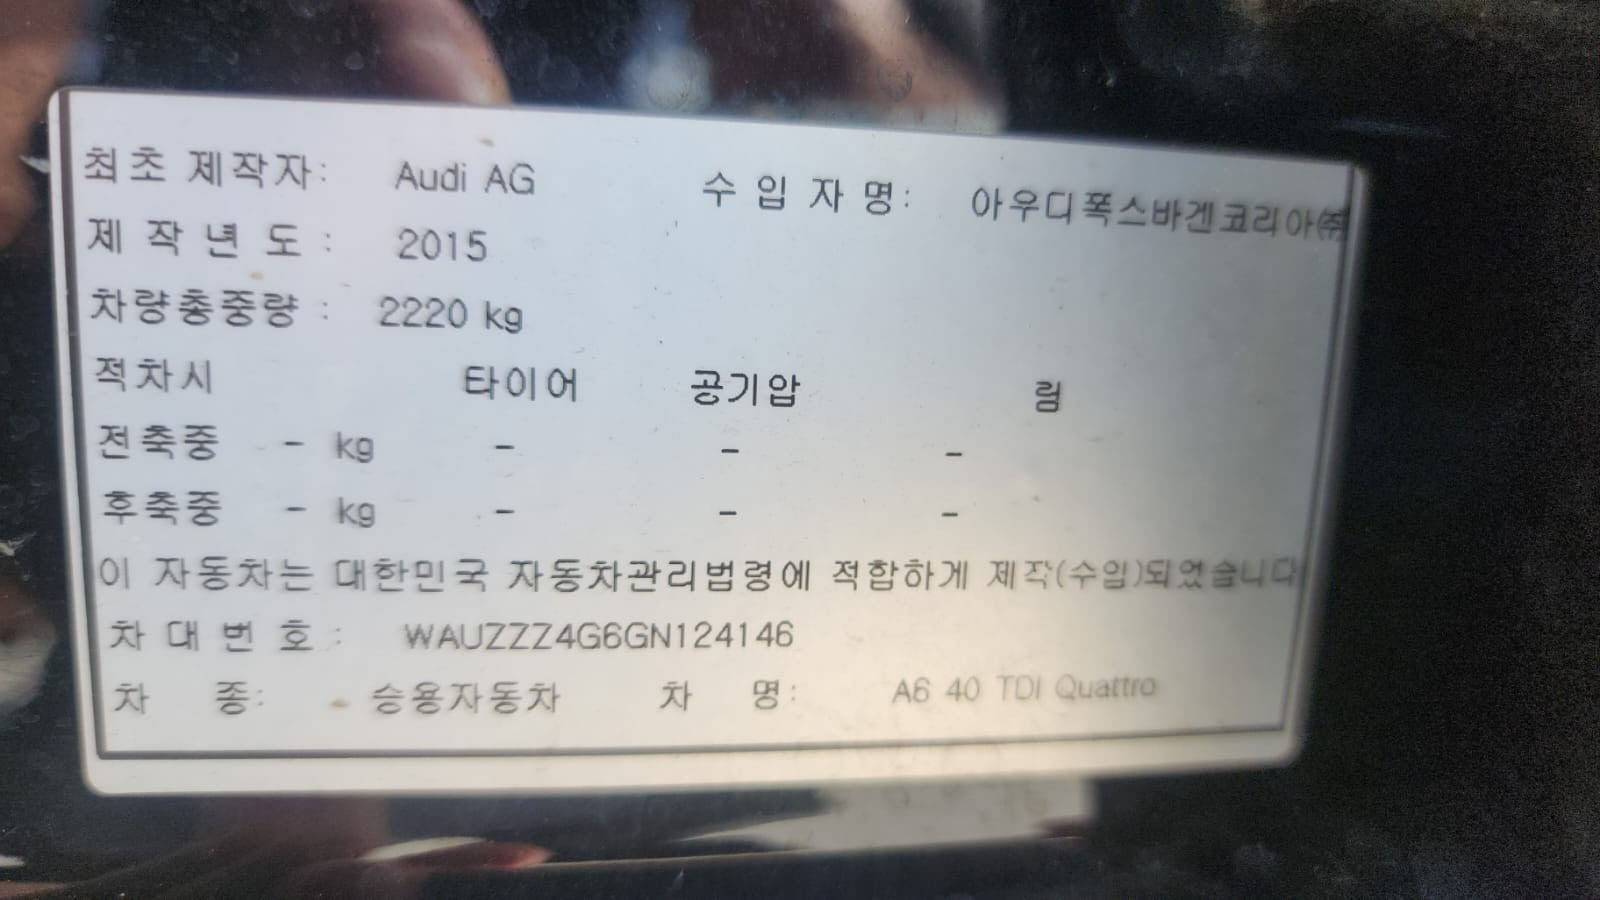 최초 제작자: Audi AG 수 입 자 명: 아우디폭스바겐코리아㈜
제 작 년 도 : 2015
차량총중량 : 2220 kg
적차시 타이어 공기압 림
전축중 - kg - - -
후축중 - kg - - -
이 자동차는 대한민국 자동차관리법령에 적합하게 제작(수입)되었습니다
차 대 번 호 : WAUZZZ4G6GN124146
차 종: 승용자동차 차 명: A6 40 TDI Quattro